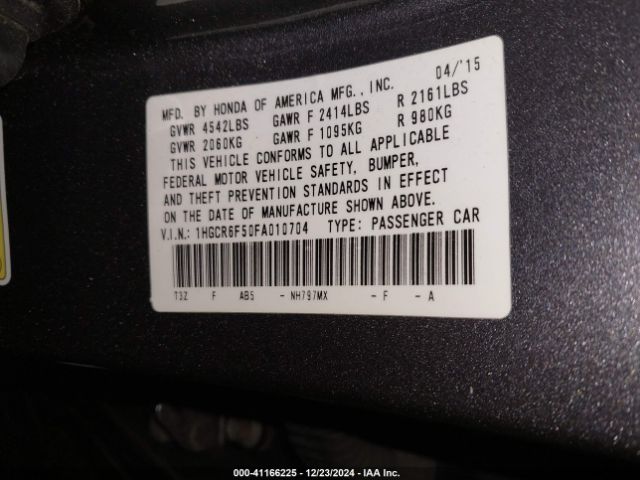 04/'15
MFD. BY HONDA OF AMERICA MFG., INC.
GVWR 4542LBS GAWR F 2414LBS R 2161LBS
GVWR 2060KG GAWR F 1095KG R 980KG
THIS VEHICLE CONFORMS TO ALL APPLICABLE
FEDERAL MOTOR VEHICLE SAFETY, BUMPER,
AND THEFT PREVENTION STANDARDS IN EFFECT
ON THE DATE OF MANUFACTURE SHOWN ABOVE.
V.I.N.: 1HGCR6F50FA010704 TYPE: PASSENGER CAR
T3Z F AB5 - NH797MX - F - A
000-41166225 - 12/23/2024 - IAA Inc.